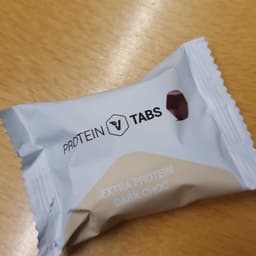 PROTEIN V TABS
EXTRA PROTEIN
DARK CHOC